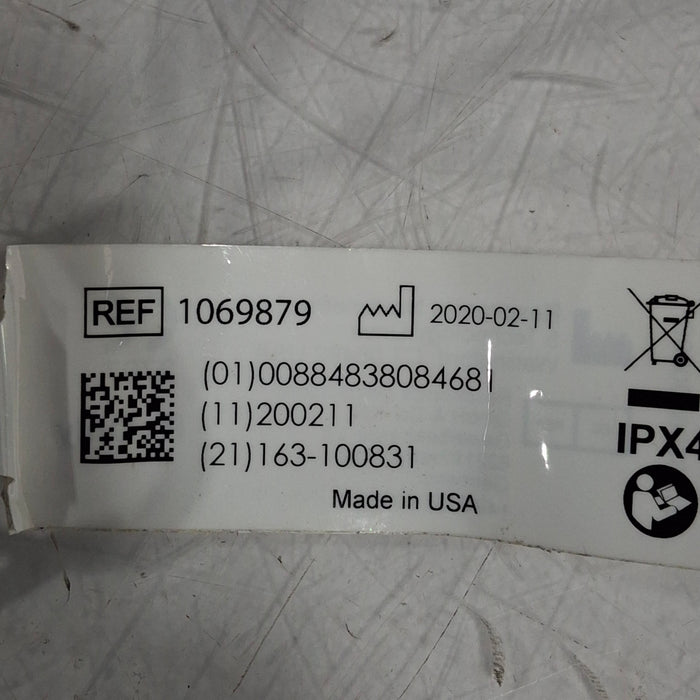 REF 1069879 2020-02-11
(01)00884838084681
(11)200211
(21)163-100831
Made in USA
IPX4